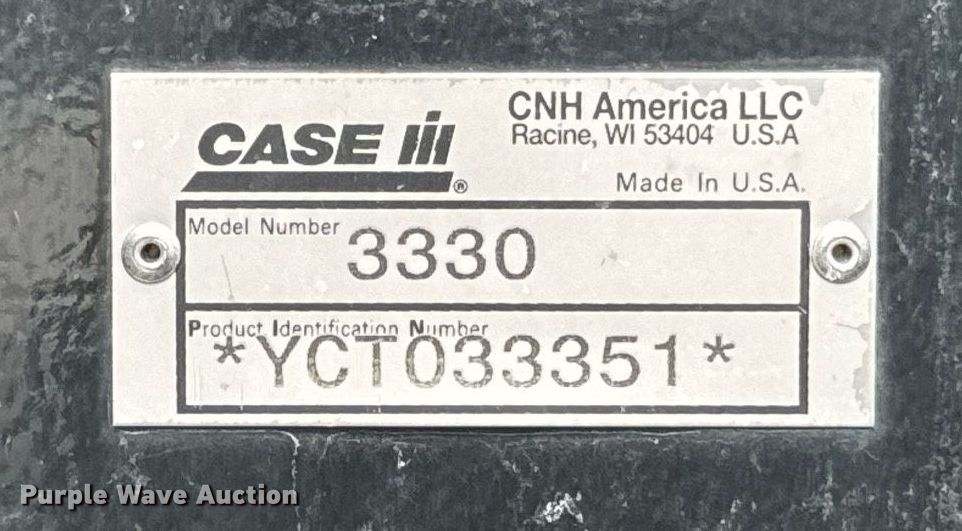 CNH America LLC
Racine, WI 53404 U.S.A
CASE IH ®
Made In U.S.A.
Model Number 3330
Product Identification Number
*YCT033351*
Purple Wave Auction